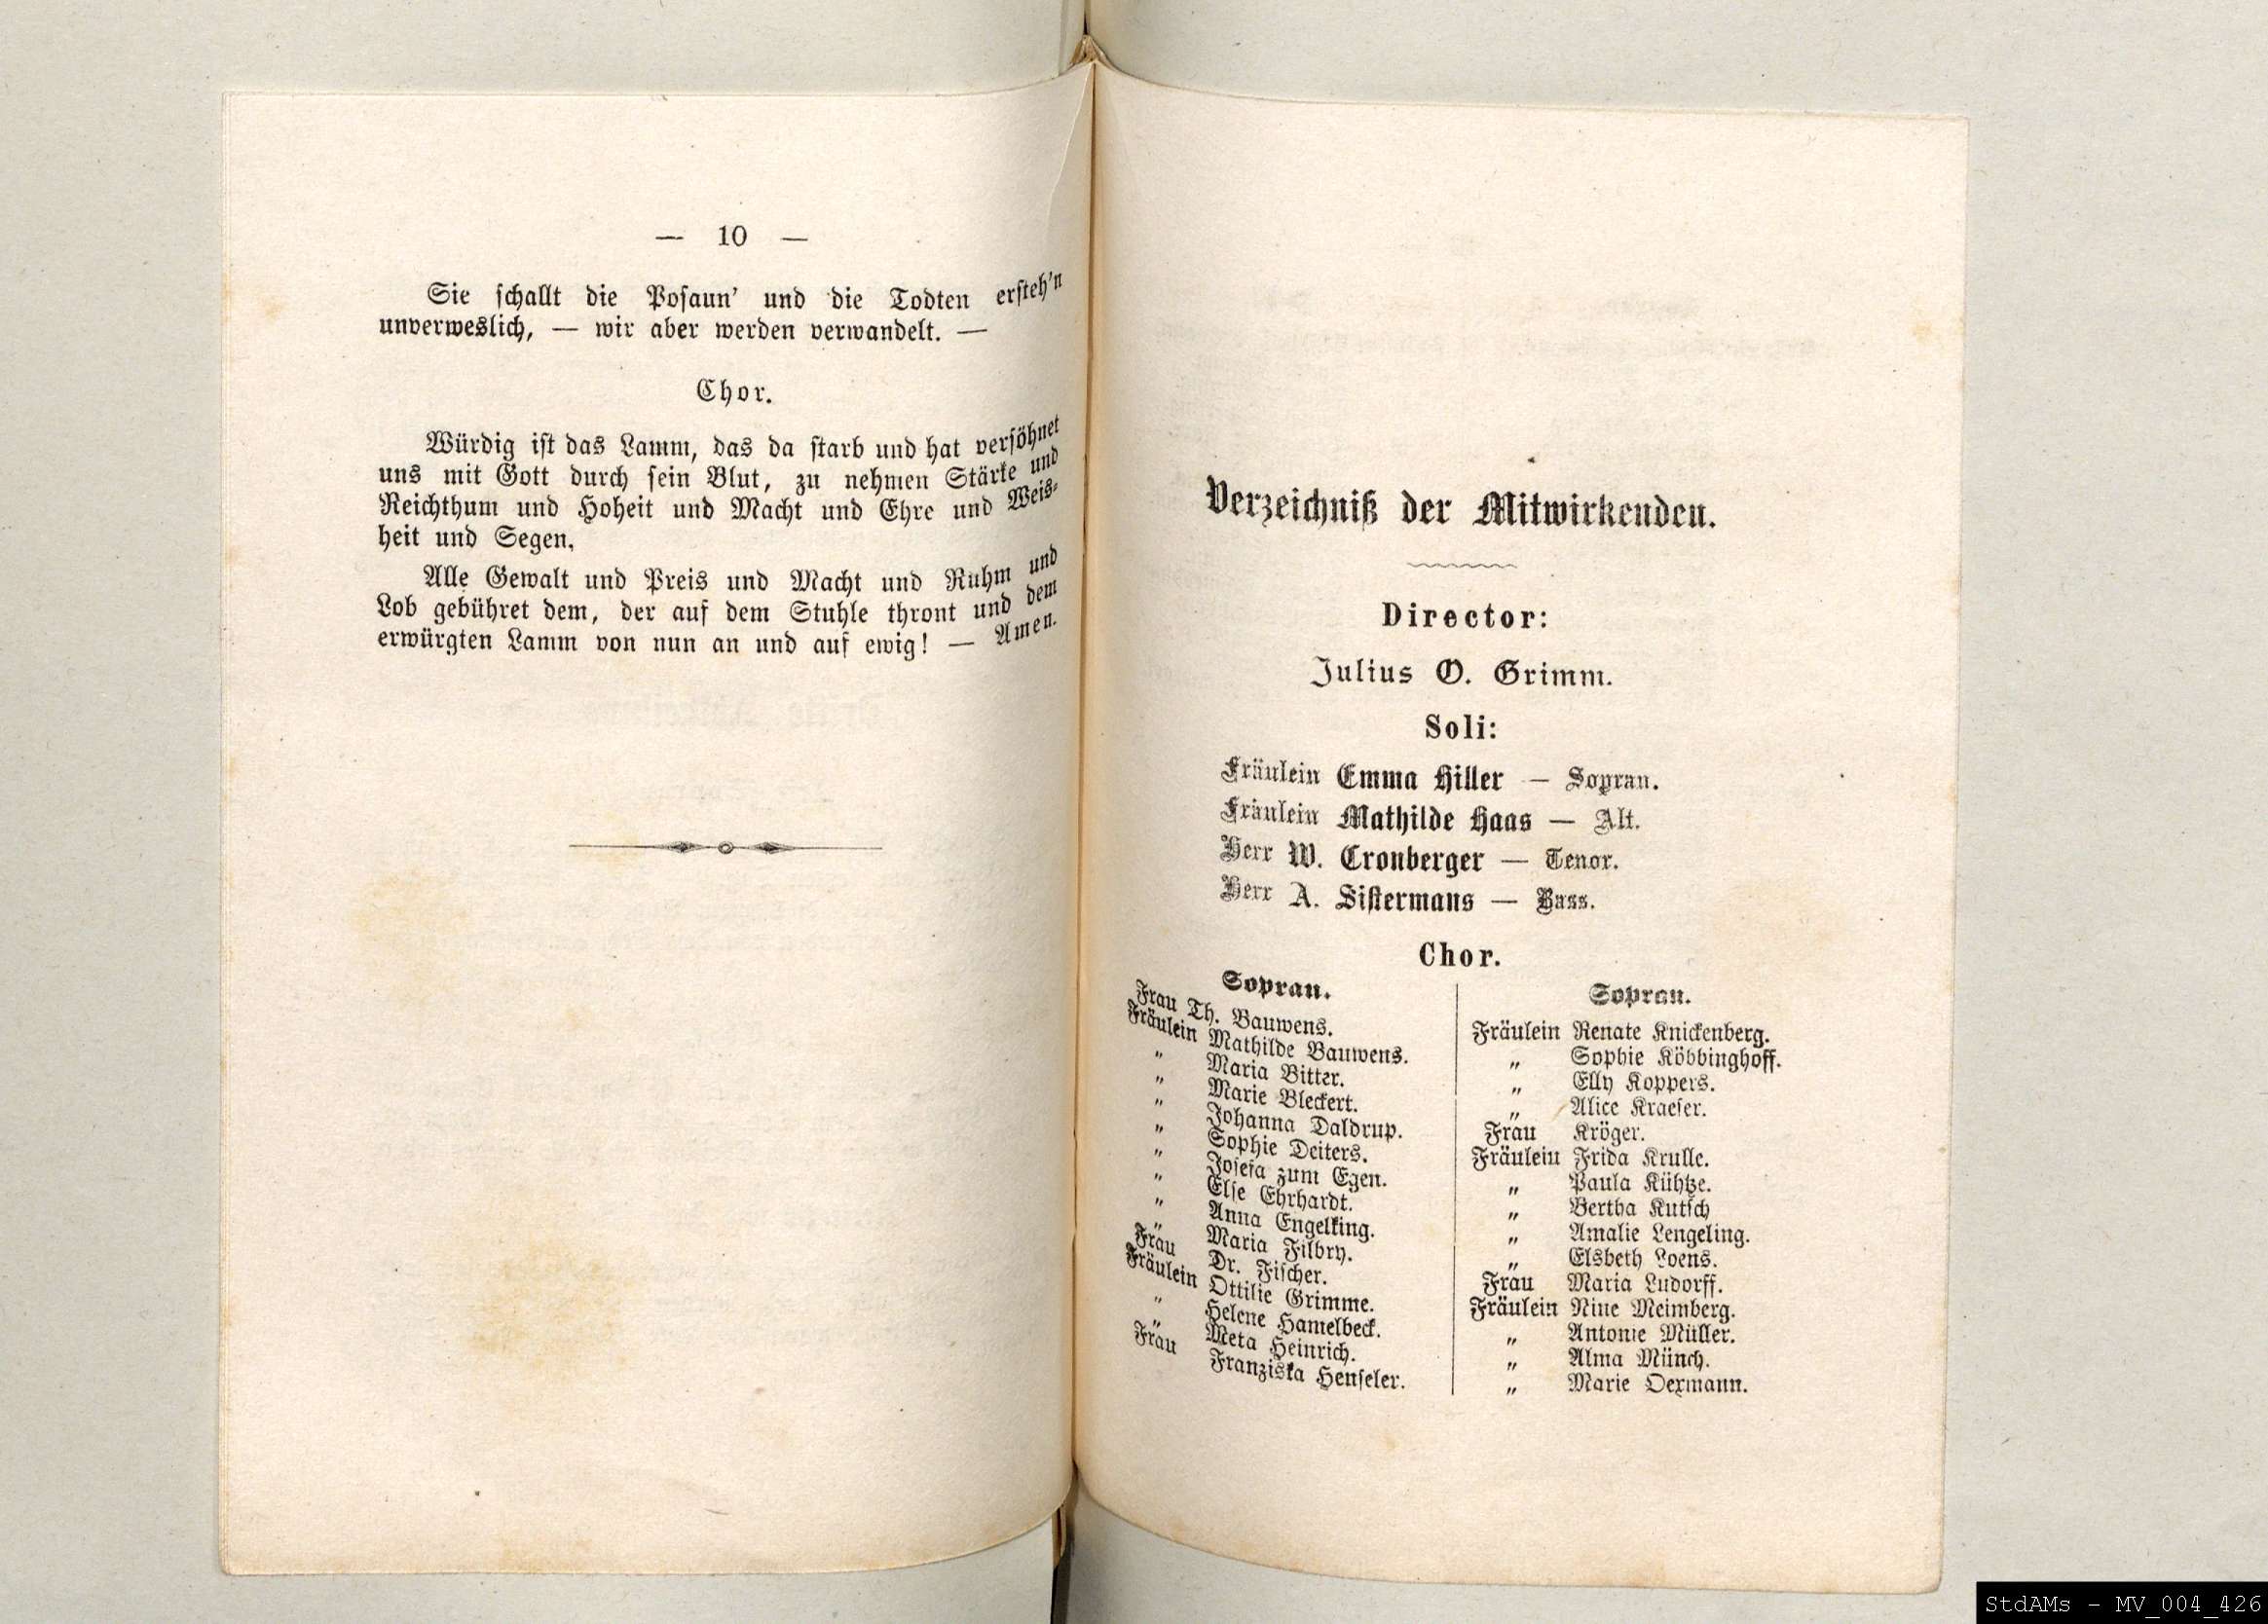 — 10 —
Sie schallt die Posaun' und die Todten ersteh'n
unverweslich, — wir aber werden verwandelt. —
Chor.
Würdig ist das Lamm, das da starb und hat versöhnet
uns mit Gott durch sein Blut, zu nehmen Stärke und
Reichthum und Hoheit und Macht und Ehre und Weis-
heit und Segen,
Alle Gewalt und Preis und Macht und Ruhm und
Lob gebühret dem, der auf dem Stuhle thront und dem
erwürgten Lamm von nun an und auf ewig! — Amen.
Verzeichniß der Mitwirkenden.
Director:
Julius O. Grimm.
Soli:
Fräulein Emma Hiller — Sopran.
Fräulein Mathilde Haas — Alt.
Herr W. Cronberger — Tenor.
Herr A. Sistermans — Bass.
Chor.
Sopran.
Frau Th. Bauwens.
Fräulein Mathilde Bauwens.
„ Maria Bitter.
„ Marie Bleckert.
„ Johanna Daldrup.
„ Sophie Deiters.
„ Josefa zum Egen.
„ Else Ehrhardt.
„ Anna Engelking.
„ Maria Filbry.
Frau Dr. Fischer.
Fräulein Ottilie Grimme.
„ Helene Hamelbeck.
„ Meta Heinrich.
Frau Franziska Henseler.
Sopran.
Fräulein Renate Knickenberg.
„ Sophie Köbbinghoff.
„ Elly Koppers.
„ Alice Kraeser.
Frau Kröger.
Fräulein Frida Krulle.
„ Paula Kühtze.
„ Bertha Kutsch
„ Amalie Lengeling.
„ Elsbeth Loens.
Frau Maria Ludorff.
Fräulein Nine Meimberg.
„ Antonie Müller.
„ Alma Münch.
„ Marie Oexmann.
StdAMs - MV_004_426